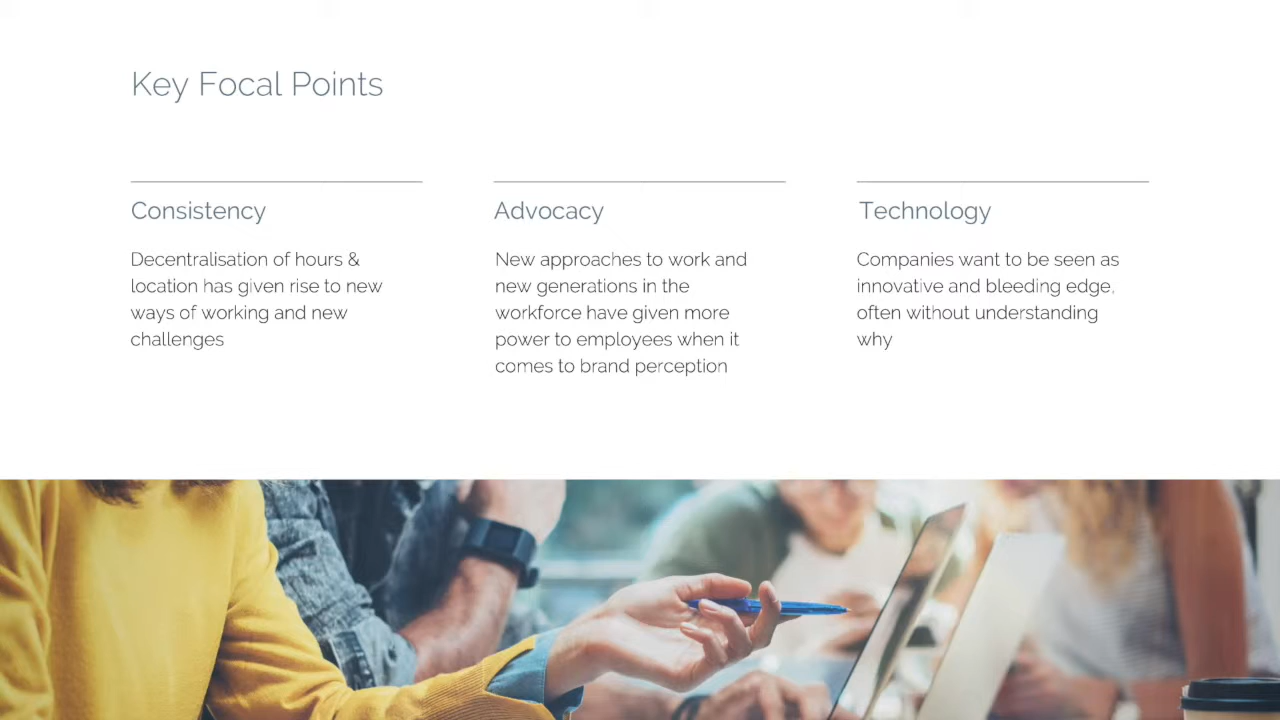 Key Focal Points
Consistency
Decentralisation of hours &
location has given rise to new
ways of working and new
challenges
Advocacy
New approaches to work and
new generations in the
workforce have given more
power to employees when it
comes to brand perception
Technology
Companies want to be seen as
innovative and bleeding edge,
often without understanding
why